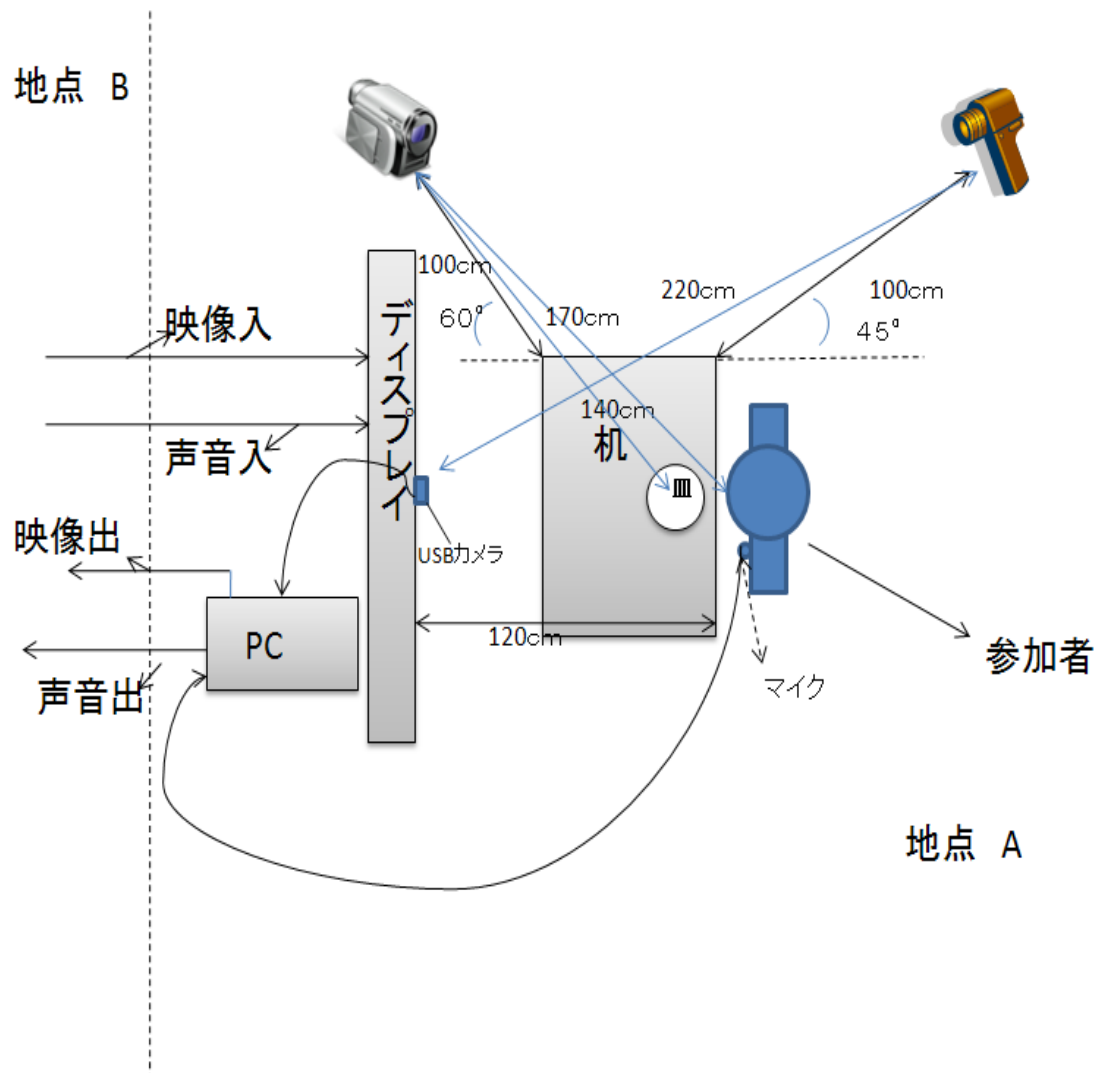 地点 B
100cm
60°
170cm
220cm
100cm
45°
映像入
ディスプレイ
140cm
机
声音入
皿
映像出
USBカメラ
PC
120cm
声音出
マイク
参加者
地点 A